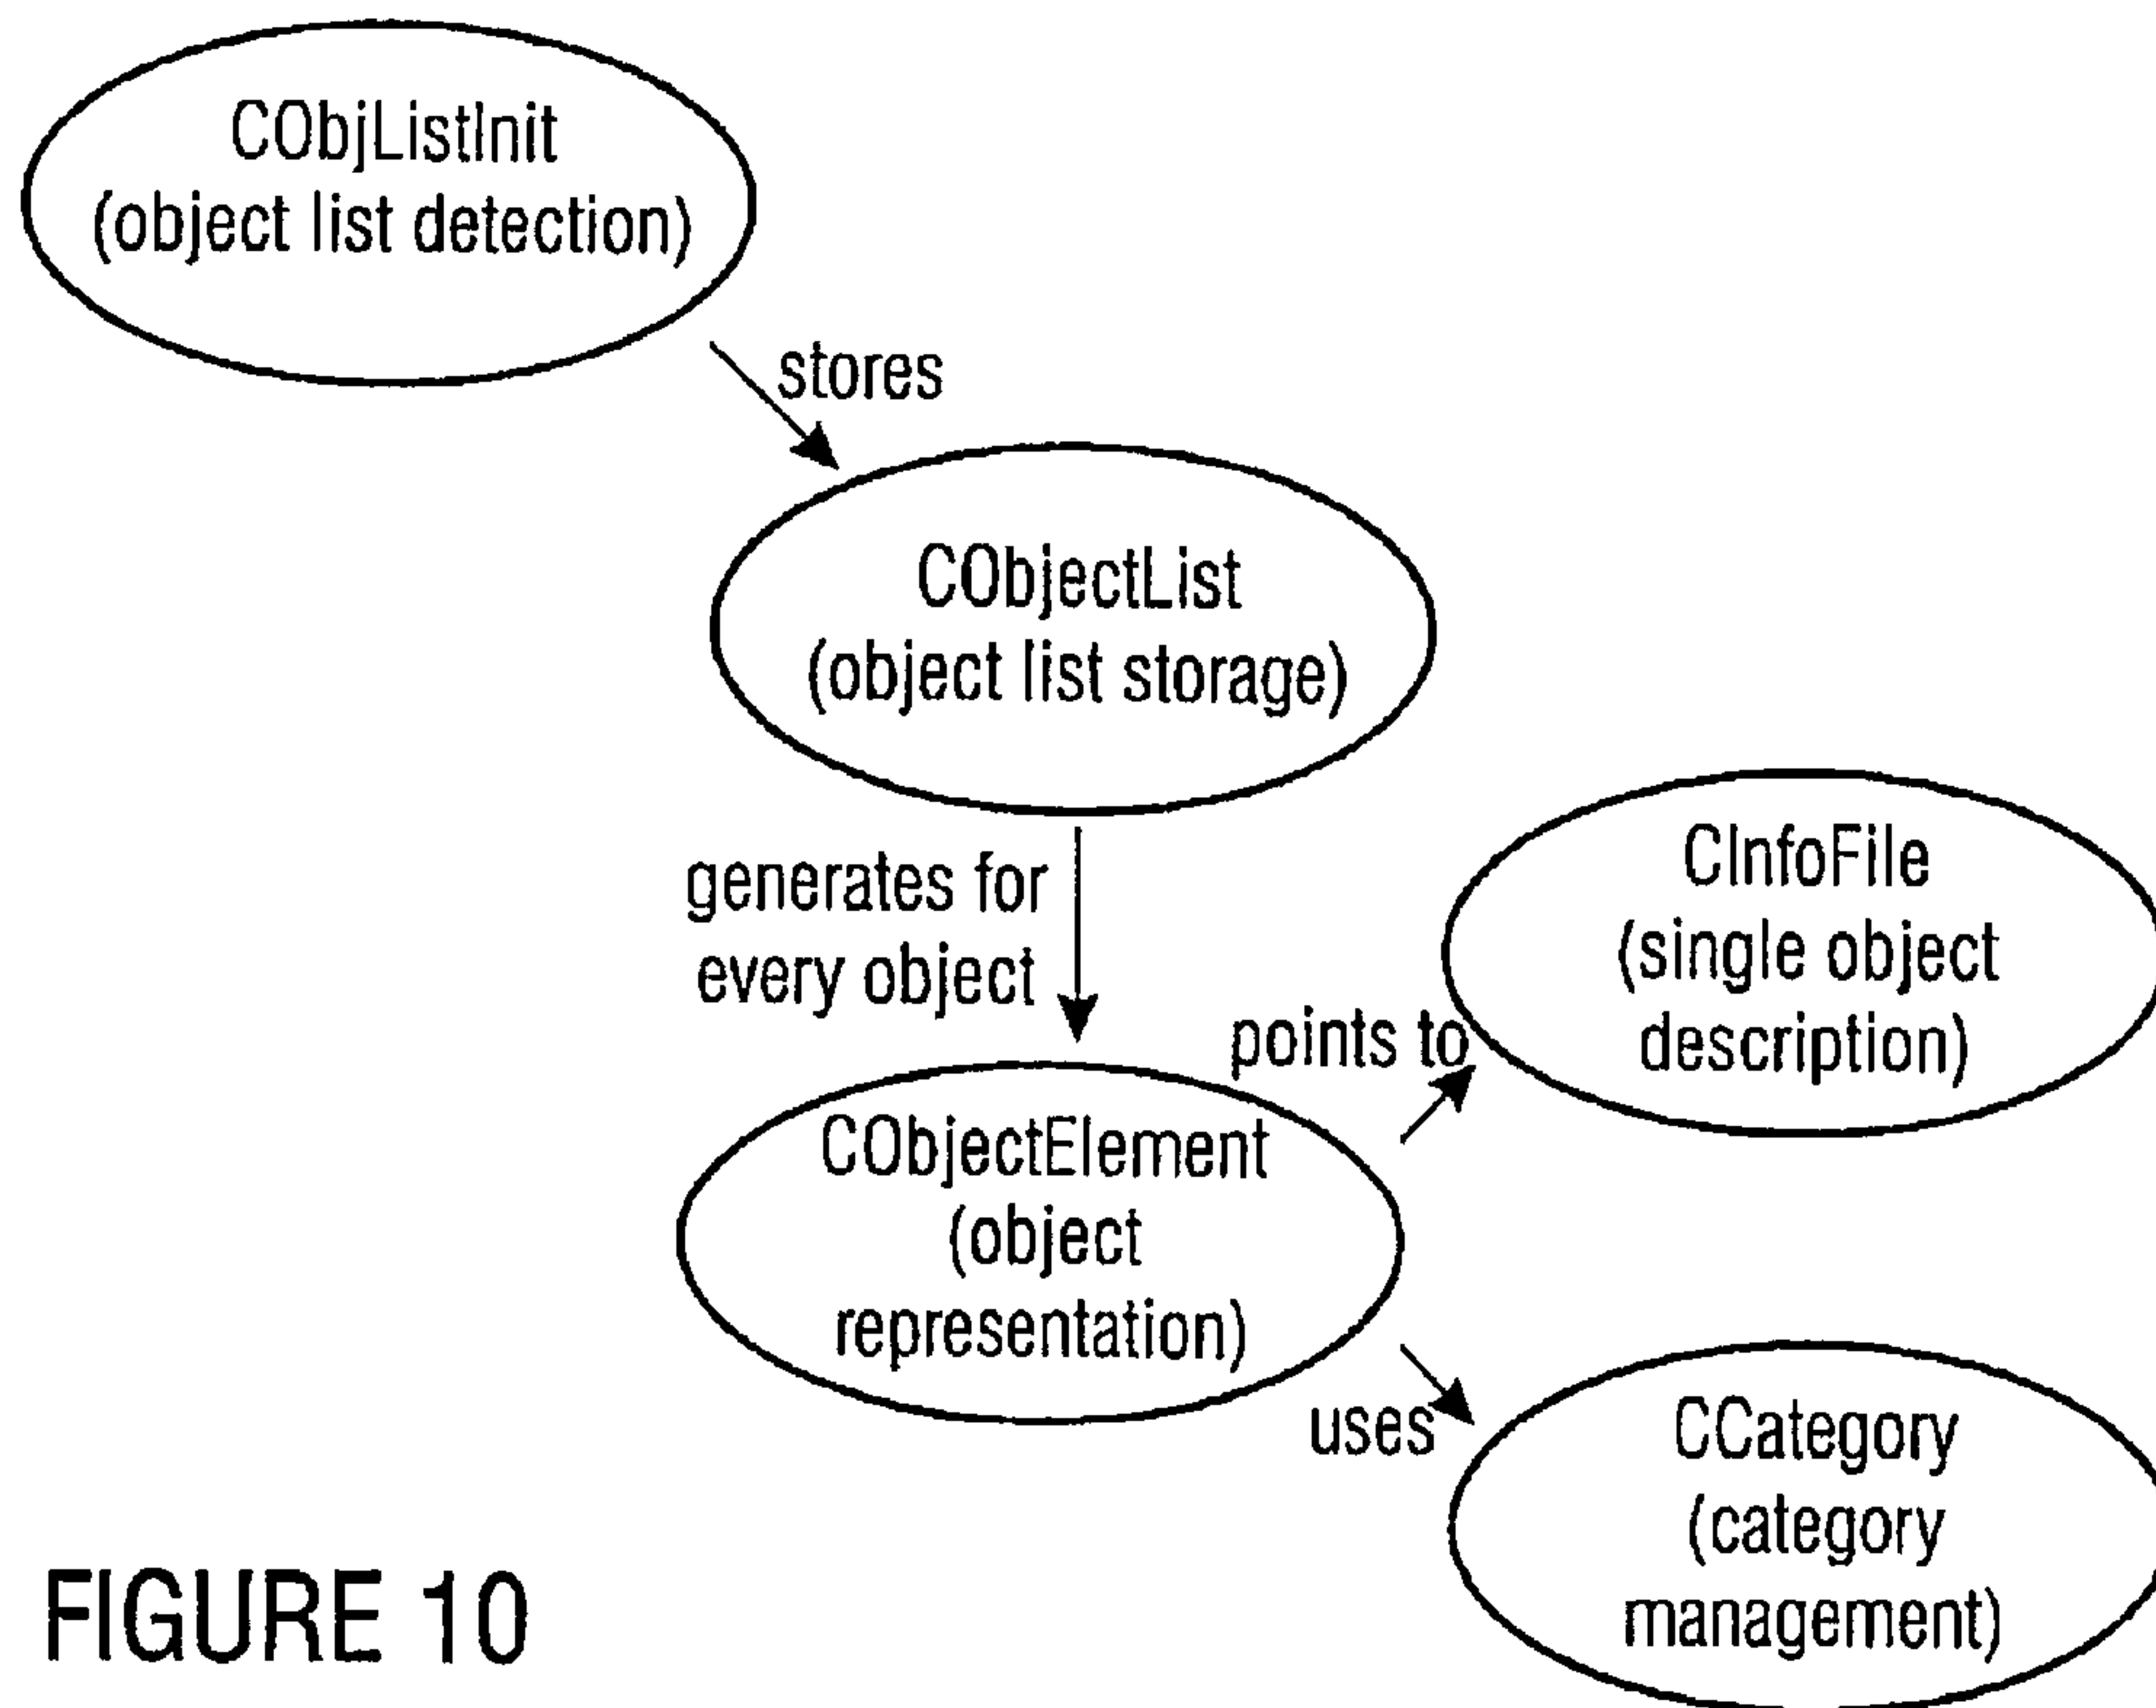 CObjListInit
(object list detection)
stores
CObjectList
(object list storage)
generates for
every object
CInfoFile
(single object
description)
points to
CObjectElement
(object
representation)
uses
CCategory
(category
management)
FIGURE 10